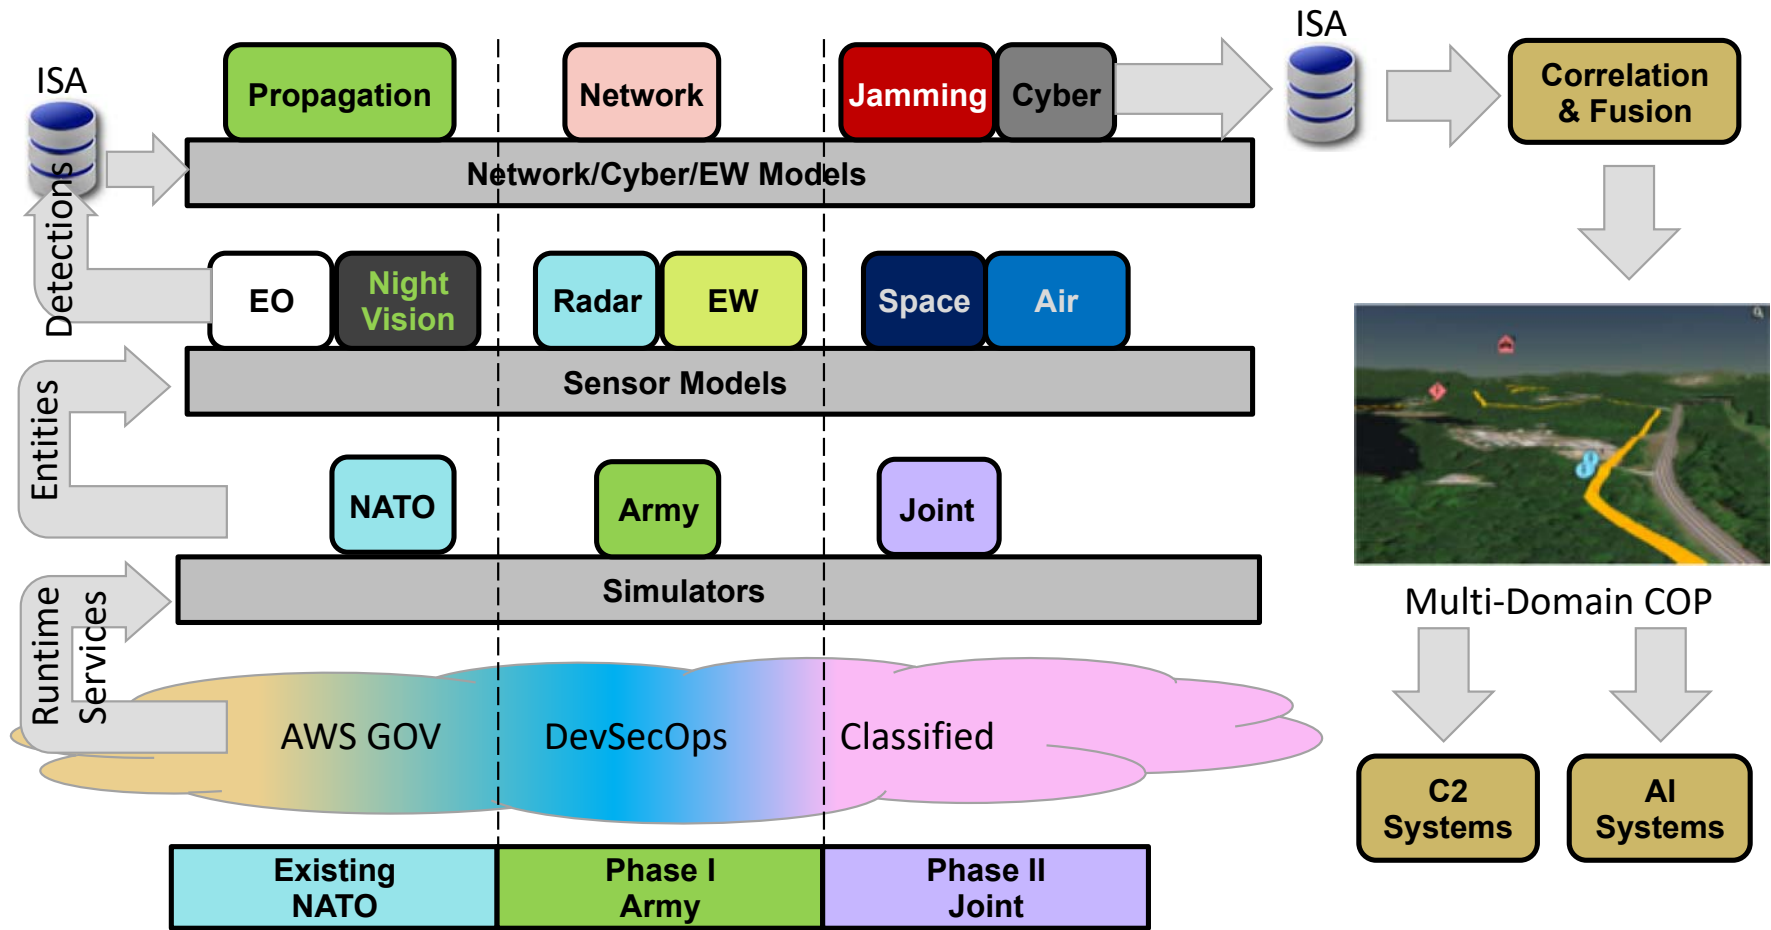 ISA
Propagation
Network
Jamming
Cyber
ISA
Correlation
& Fusion
Network/Cyber/EW Models
Detections
EO
Night
Vision
Radar
EW
Space
Air
Sensor Models
Entities
NATO
Army
Joint
Simulators
Runtime
Services
AWS GOV
DevSecOps
Classified
Existing
NATO
Phase I
Army
Phase II
Joint
Multi-Domain COP
C2
Systems
AI
Systems